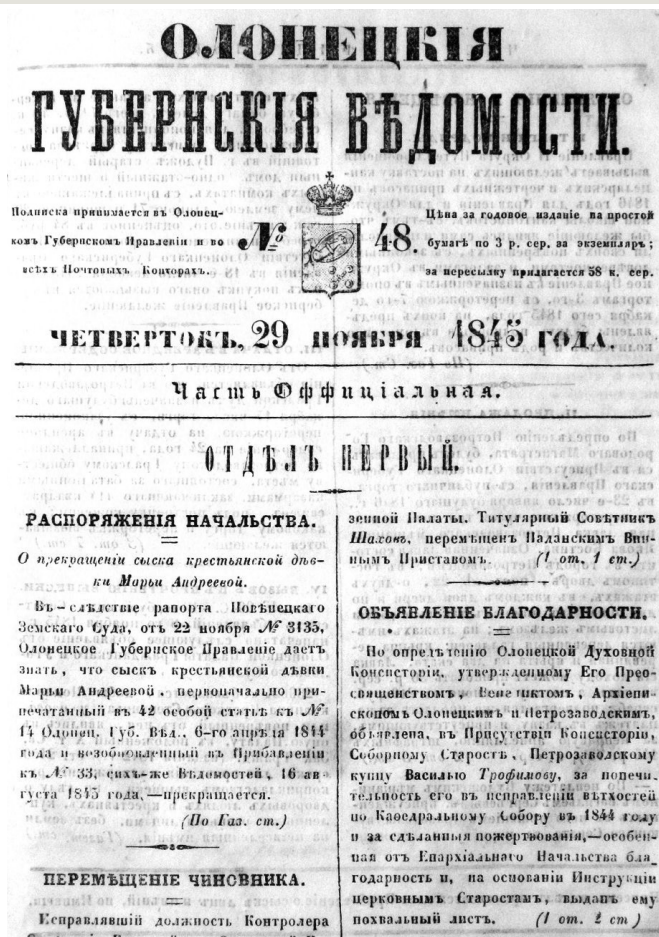 ОЛОНЕЦКІЯ
ГУБЕРНСКІЯ ВѢДОМОСТИ.
Подписка принимается въ Олонец-
комъ Губернскомъ Правленіи и во
всѣхъ Почтовыхъ Конторахъ.
№ 48.
Цѣна за годовое изданіе на простой
бумагѣ по 3 р. сер. за экземпляръ;
за пересылку прилагается 58 к. сер.
ЧЕТВЕРТОКЪ, 29 НОЯБРЯ 1845 ГОДА.
Часть Оффиціальная.
ОТДѢЛЪ ПЕРВЫЙ.
РАСПОРЯЖЕНІЯ НАЧАЛЬСТВА.
О прекращеніи сыска крестьянской дѣв-
ки Марьи Андреевой.
Въ-слѣдствіе рапорта Повѣнецкаго
Земскаго Суда, отъ 22 ноября № 3135,
Олонецкое Губернское Правленіе даетъ
знать, что сыскъ крестьянской дѣвки
Марьи Андреевой, первоначально при-
печатанный въ 42 особой статьѣ къ №
14 Олонец. Губ. Вѣд., 6-го апрѣля 1844
года и возобновленный въ Прибавленіи
къ № 33, сихъ-же Вѣдомостей, 16 ав-
густа 1845 года,—прекращается.
(По Газ. ст.)
ПЕРЕМѢЩЕНІЕ ЧИНОВНИКА.
Исправлявшій должность Контролера
зенной Палаты, Титулярный Совѣтникъ
Шаховъ, перемѣщенъ Паданскимъ Вин-
нымъ Приставомъ. (1 от. 1 ст.)
ОБЪЯВЛЕНІЕ БЛАГОДАРНОСТИ.
По опредѣленію Олонецкой Духовной
Консисторіи, утвержденному Его Прео-
священствомъ, Венедиктомъ, Архіепи-
скопомъ Олонецкимъ и Петрозаводскимъ,
объявлена, въ Присутствіи Консисторіи,
Соборному Старостѣ, Петрозаводскому
купцу Василью Трофимову, за попечи-
тельность его въ исправленіи ветхостей
по Каѳедральному Собору въ 1844 году
и за сдѣланныя пожертвованія,—особен-
ная отъ Епархіальнаго Начальства бла-
годарность и, на основаніи Инструкціи
церковнымъ Старостамъ, выданъ ему
похвальный листъ. (1 от. 2 ст)